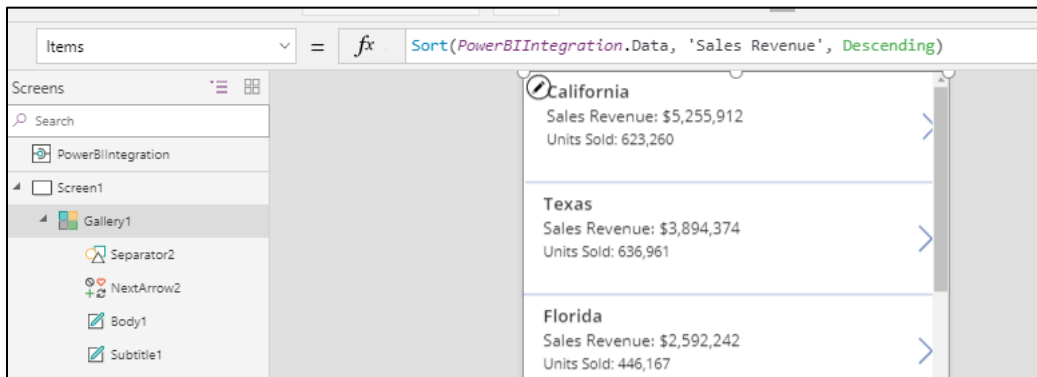 Items = fx Sort(PowerBIIntegration.Data, 'Sales Revenue', Descending)
Screens
Search
PowerBIIntegration
Screen1
Gallery1
Separator2
NextArrow2
Body1
Subtitle1
California
Sales Revenue: $5,255,912
Units Sold: 623,260
Texas
Sales Revenue: $3,894,374
Units Sold: 636,961
Florida
Sales Revenue: $2,592,242
Units Sold: 446,167